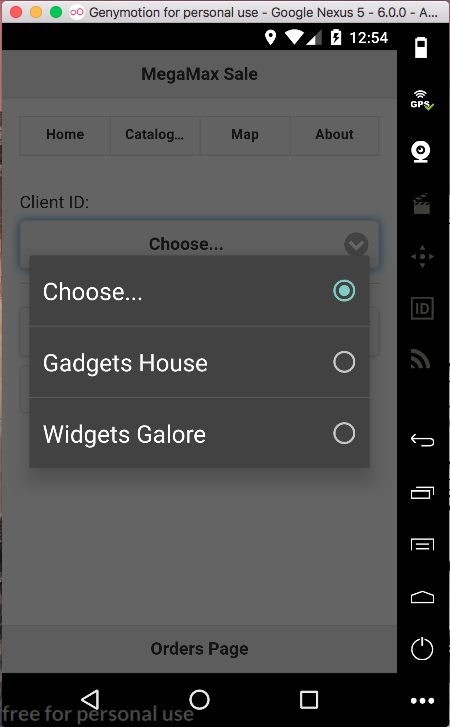 Genymotion for personal use - Google Nexus 5 - 6.0.0 - A...
12:54
GPS
MegaMax Sale
Home Catalog... Map About
Client ID:
Choose...
Choose...
Gadgets House
Widgets Galore
ID
Orders Page
free for personal use